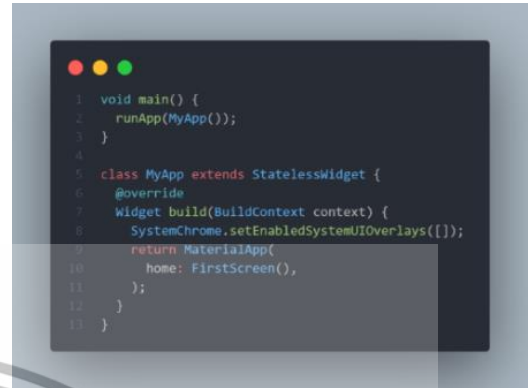 1 void main() {
2 runApp(MyApp());
3 }
4
5 class MyApp extends StatelessWidget {
6 @override
7 Widget build(BuildContext context) {
8 SystemChrome.setEnabledSystemUIOverlays([]);
9 return MaterialApp(
10 home: FirstScreen(),
11 );
12 }
13 }